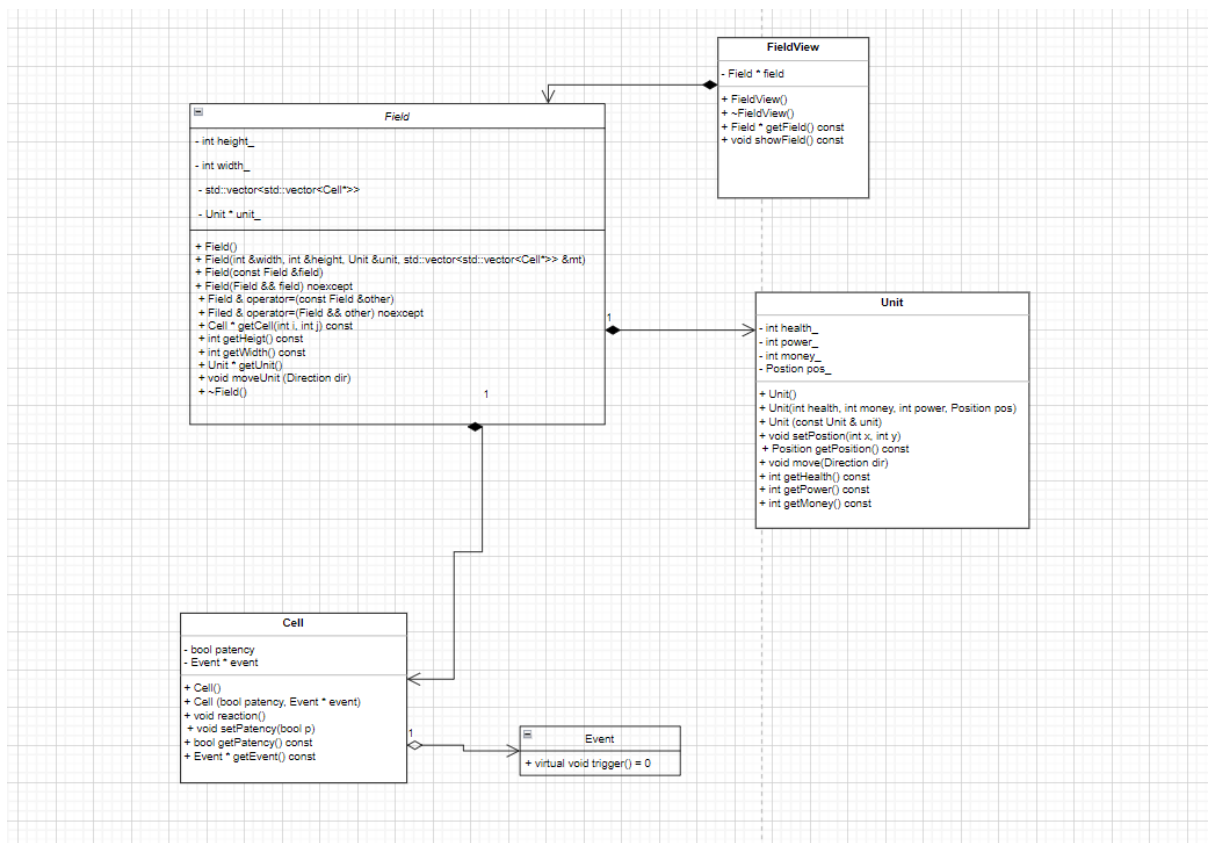 FieldView
- Field * field
+ FieldView()
+ ~FieldView()
+ Field * getField() const
+ void showField() const
Field
- int height_
- int width_
- std::vector<std::vector<Cell*>>
- Unit * unit_
+ Field()
+ Field(int &width, int &height, Unit &unit, std::vector<std::vector<Cell*>> &mt)
+ Field(const Field &field)
+ Field(Field && field) noexcept
+ Field & operator=(const Field &other)
+ Filed & operator=(Field && other) noexcept
+ Cell * getCell(int i, int j) const
+ int getHeigt() const
+ int getWidth() const
+ Unit * getUnit()
+ void moveUnit (Direction dir)
+ ~Field()
1
1
Unit
- int health_
- int power_
- int money_
- Postion pos_
+ Unit()
+ Unit(int health, int money, int power, Position pos)
+ Unit (const Unit & unit)
+ void setPostion(int x, int y)
+ Position getPosition() const
+ void move(Direction dir)
+ int getHealth() const
+ int getPower() const
+ int getMoney() const
Cell
- bool patency
- Event * event
+ Cell()
+ Cell (bool patency, Event * event)
+ void reaction()
+ void setPatency(bool p)
+ bool getPatency() const
+ Event * getEvent() const
1
Event
+ virtual void trigger() = 0